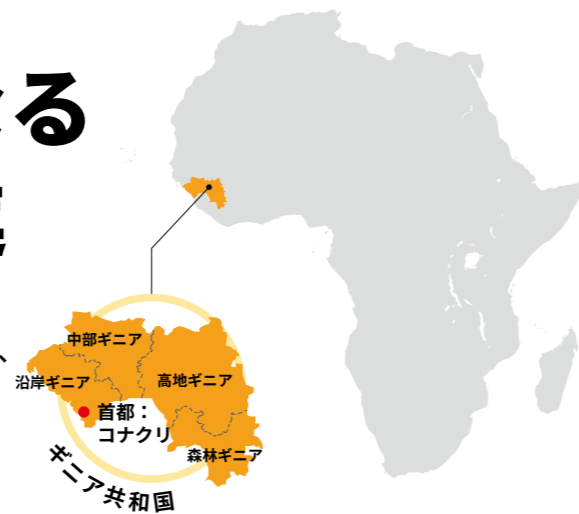 る
、
中部ギニア
沿岸ギニア
高地ギニア
首都：
コナクリ
森林ギニア
ギニア共和国